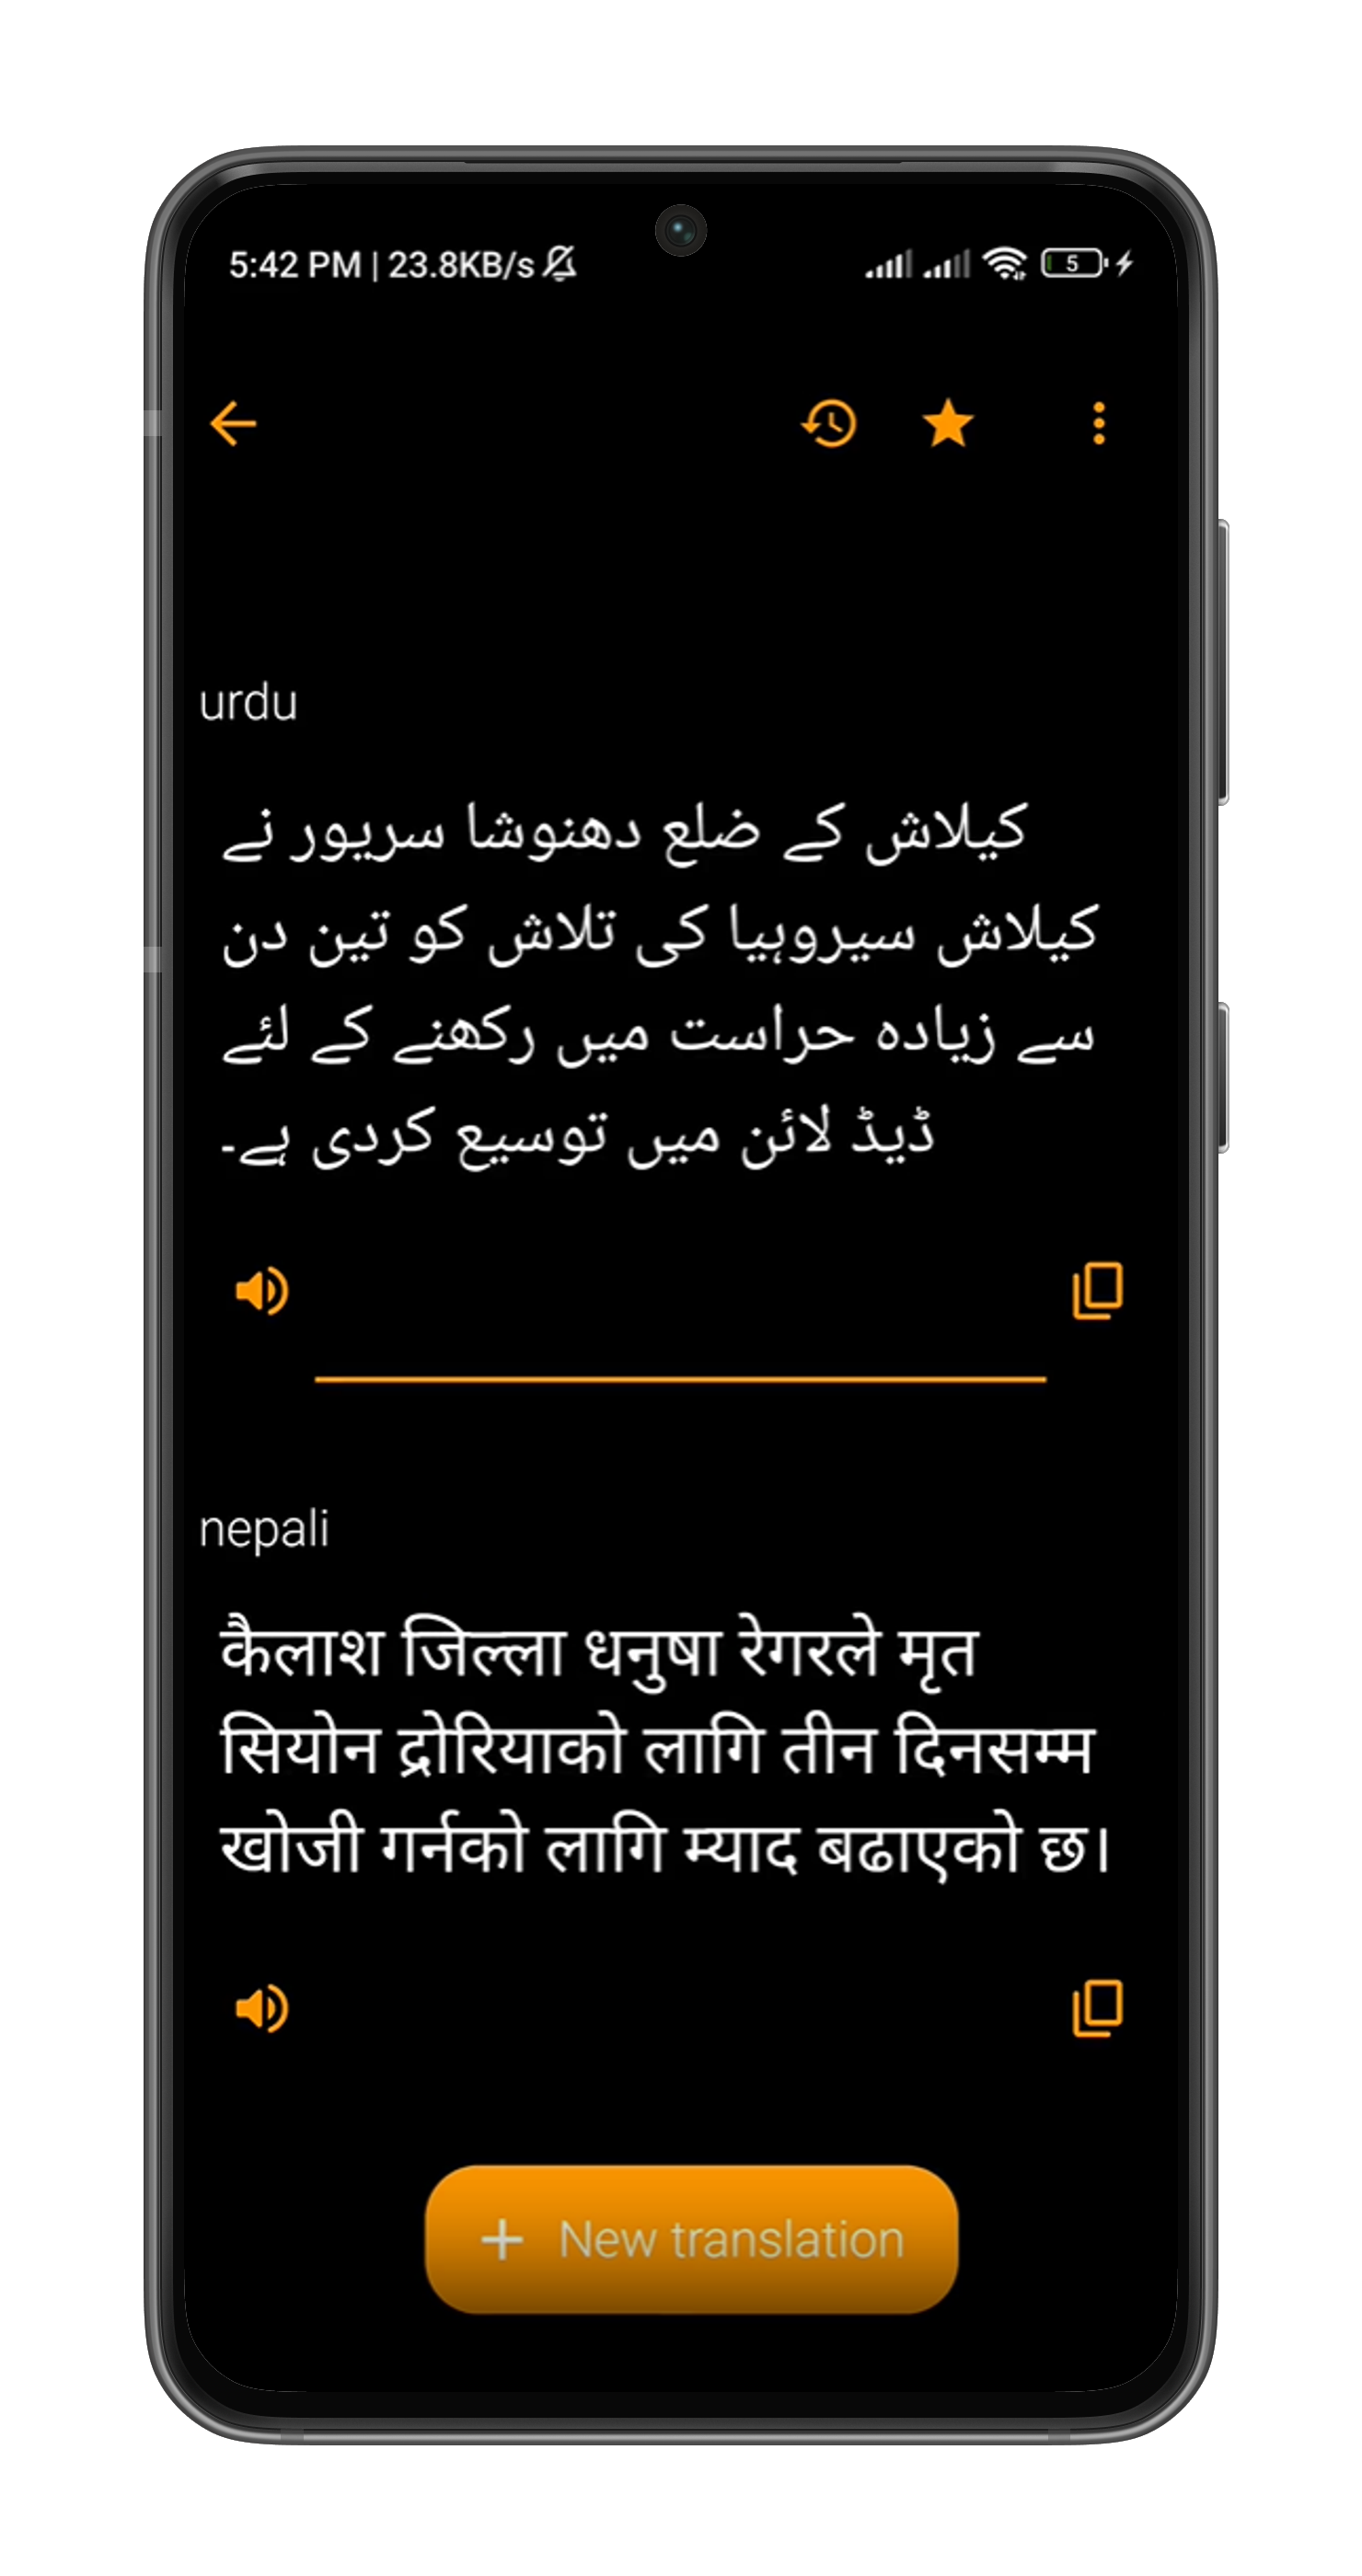 5:42 PM | 23.8KB/s
5
urdu
کیلاش کے ضلع دھنوشا سریور نے
کیلاش سیروہیا کی تلاش کو تین دن
سے زیادہ حراست میں رکھنے کے لئے
ڈیڈ لائن میں توسیع کردی ہے۔
nepali
कैलाश जिल्ला धनुषा रेगरले मृत
सियोन द्रोरियाको लागि तीन दिनसम्म
खोजी गर्नको लागि म्याद बढाएको छ।
+ New translation